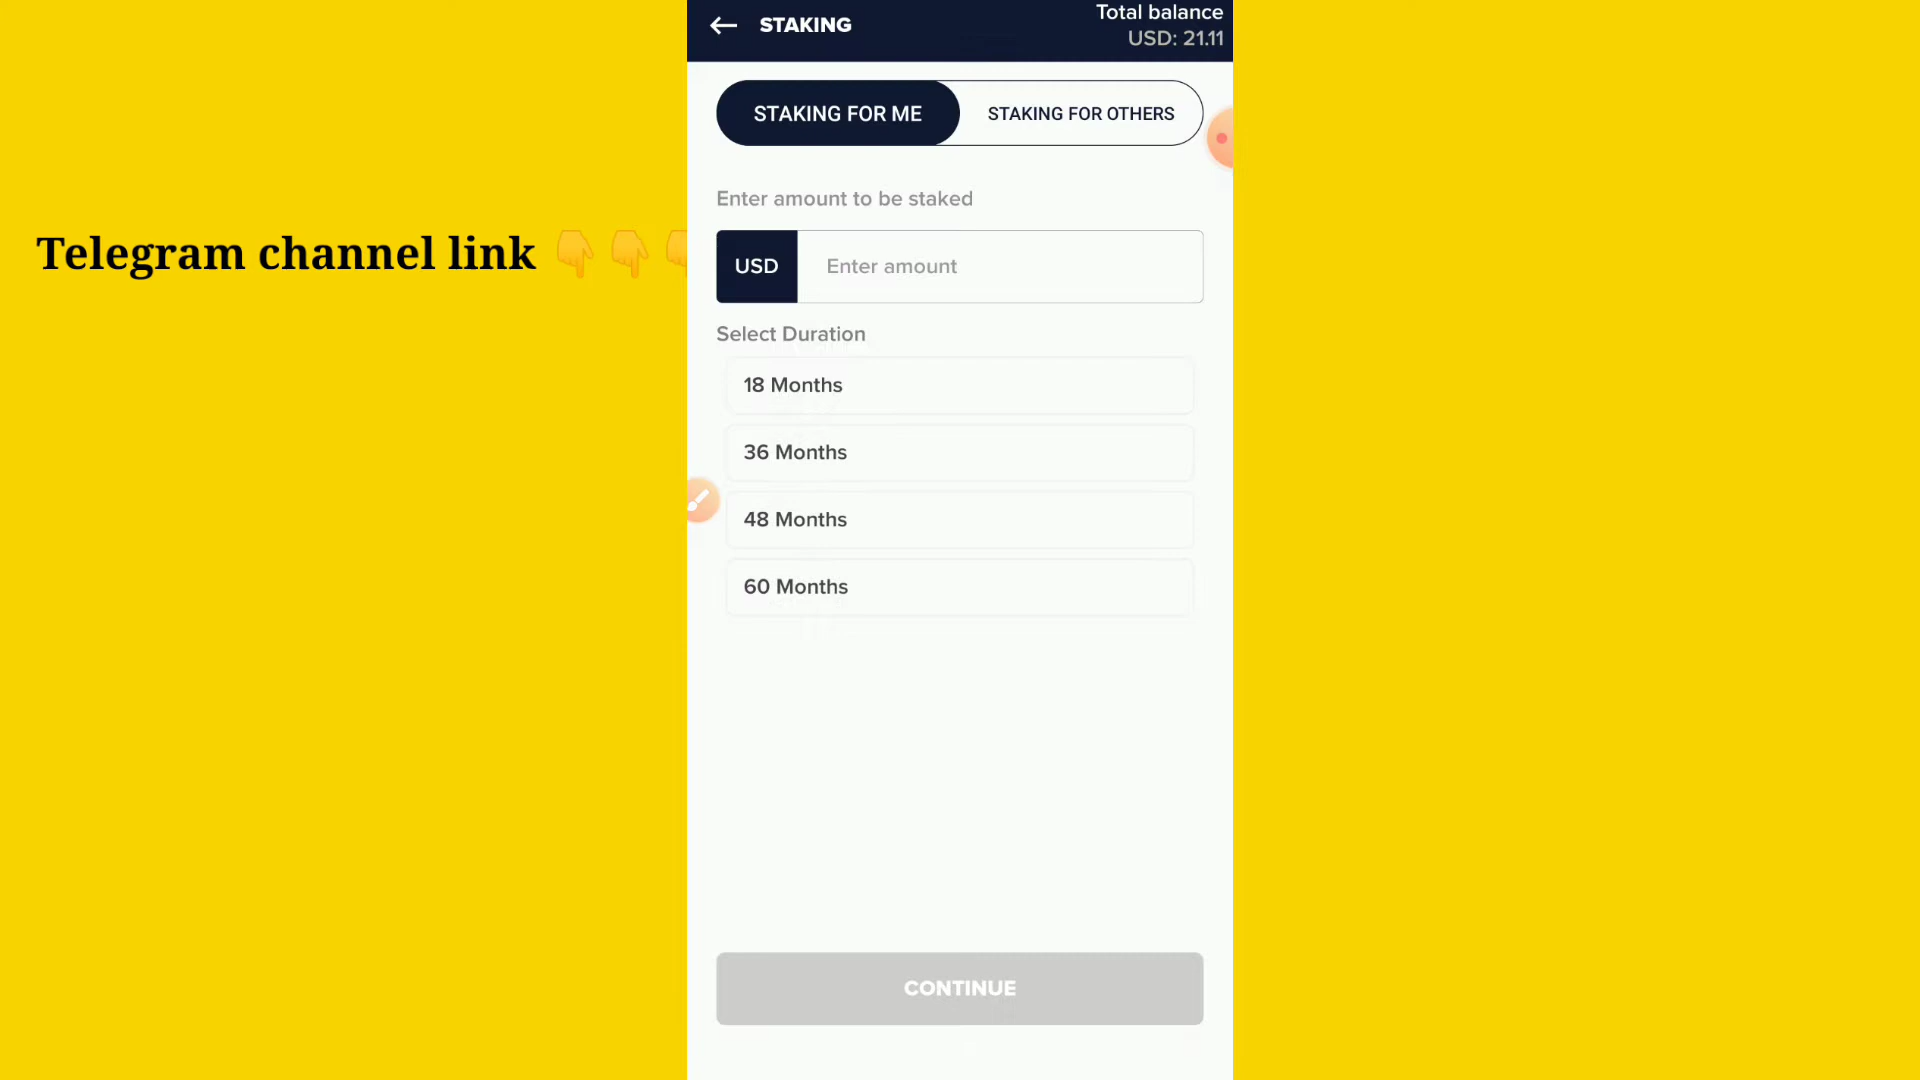 STAKING
Total balance
USD: 21.11
STAKING FOR ME
STAKING FOR OTHERS
Enter amount to be staked
Telegram channel link 👇👇👇
USD
Enter amount
Select Duration
18 Months
36 Months
48 Months
60 Months
CONTINUE